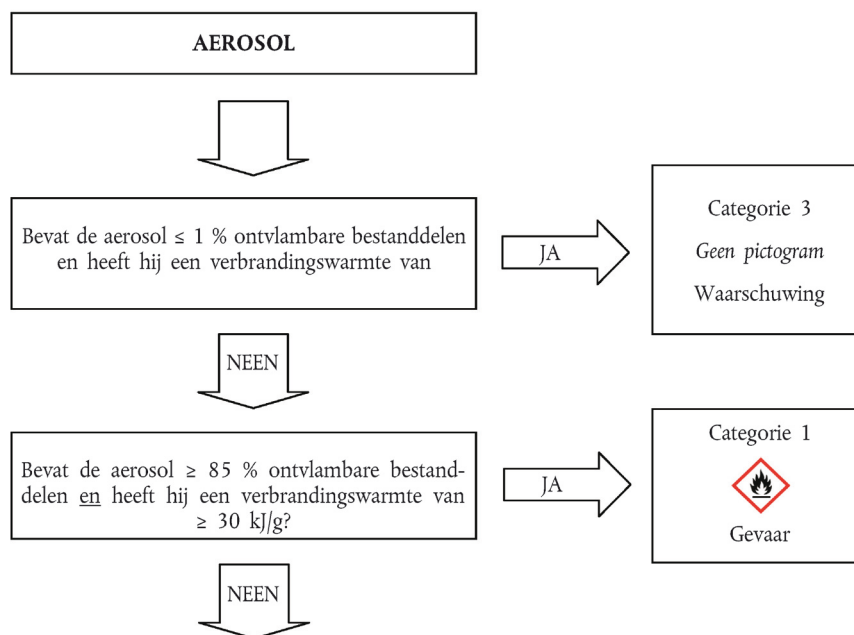 AEROSOL
Bevat de aerosol ≤ 1 % ontvlambare bestanddelen
en heeft hij een verbrandingswarmte van
JA
Categorie 3
Geen pictogram
Waarschuwing
NEEN
Bevat de aerosol ≥ 85 % ontvlambare bestand-
delen en heeft hij een verbrandingswarmte van
≥ 30 kJ/g?
JA
Categorie 1
Gevaar
NEEN